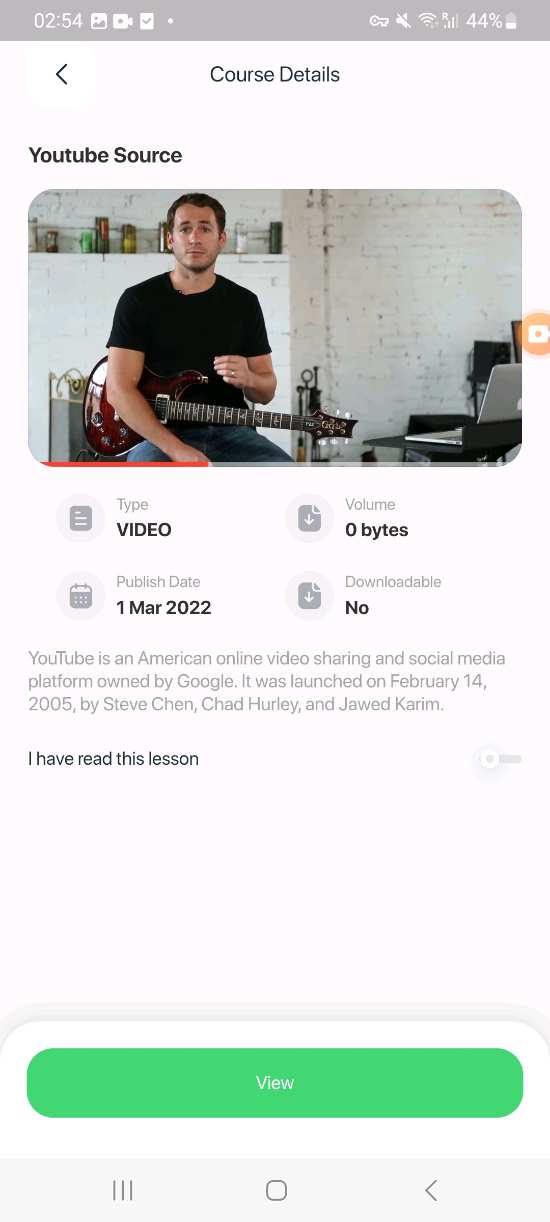 02:54
44%
Course Details
Youtube Source
Type
VIDEO
Volume
0 bytes
Publish Date
1 Mar 2022
Downloadable
No
YouTube is an American online video sharing and social media
platform owned by Google. It was launched on February 14,
2005, by Steve Chen, Chad Hurley, and Jawed Karim.
I have read this lesson
View